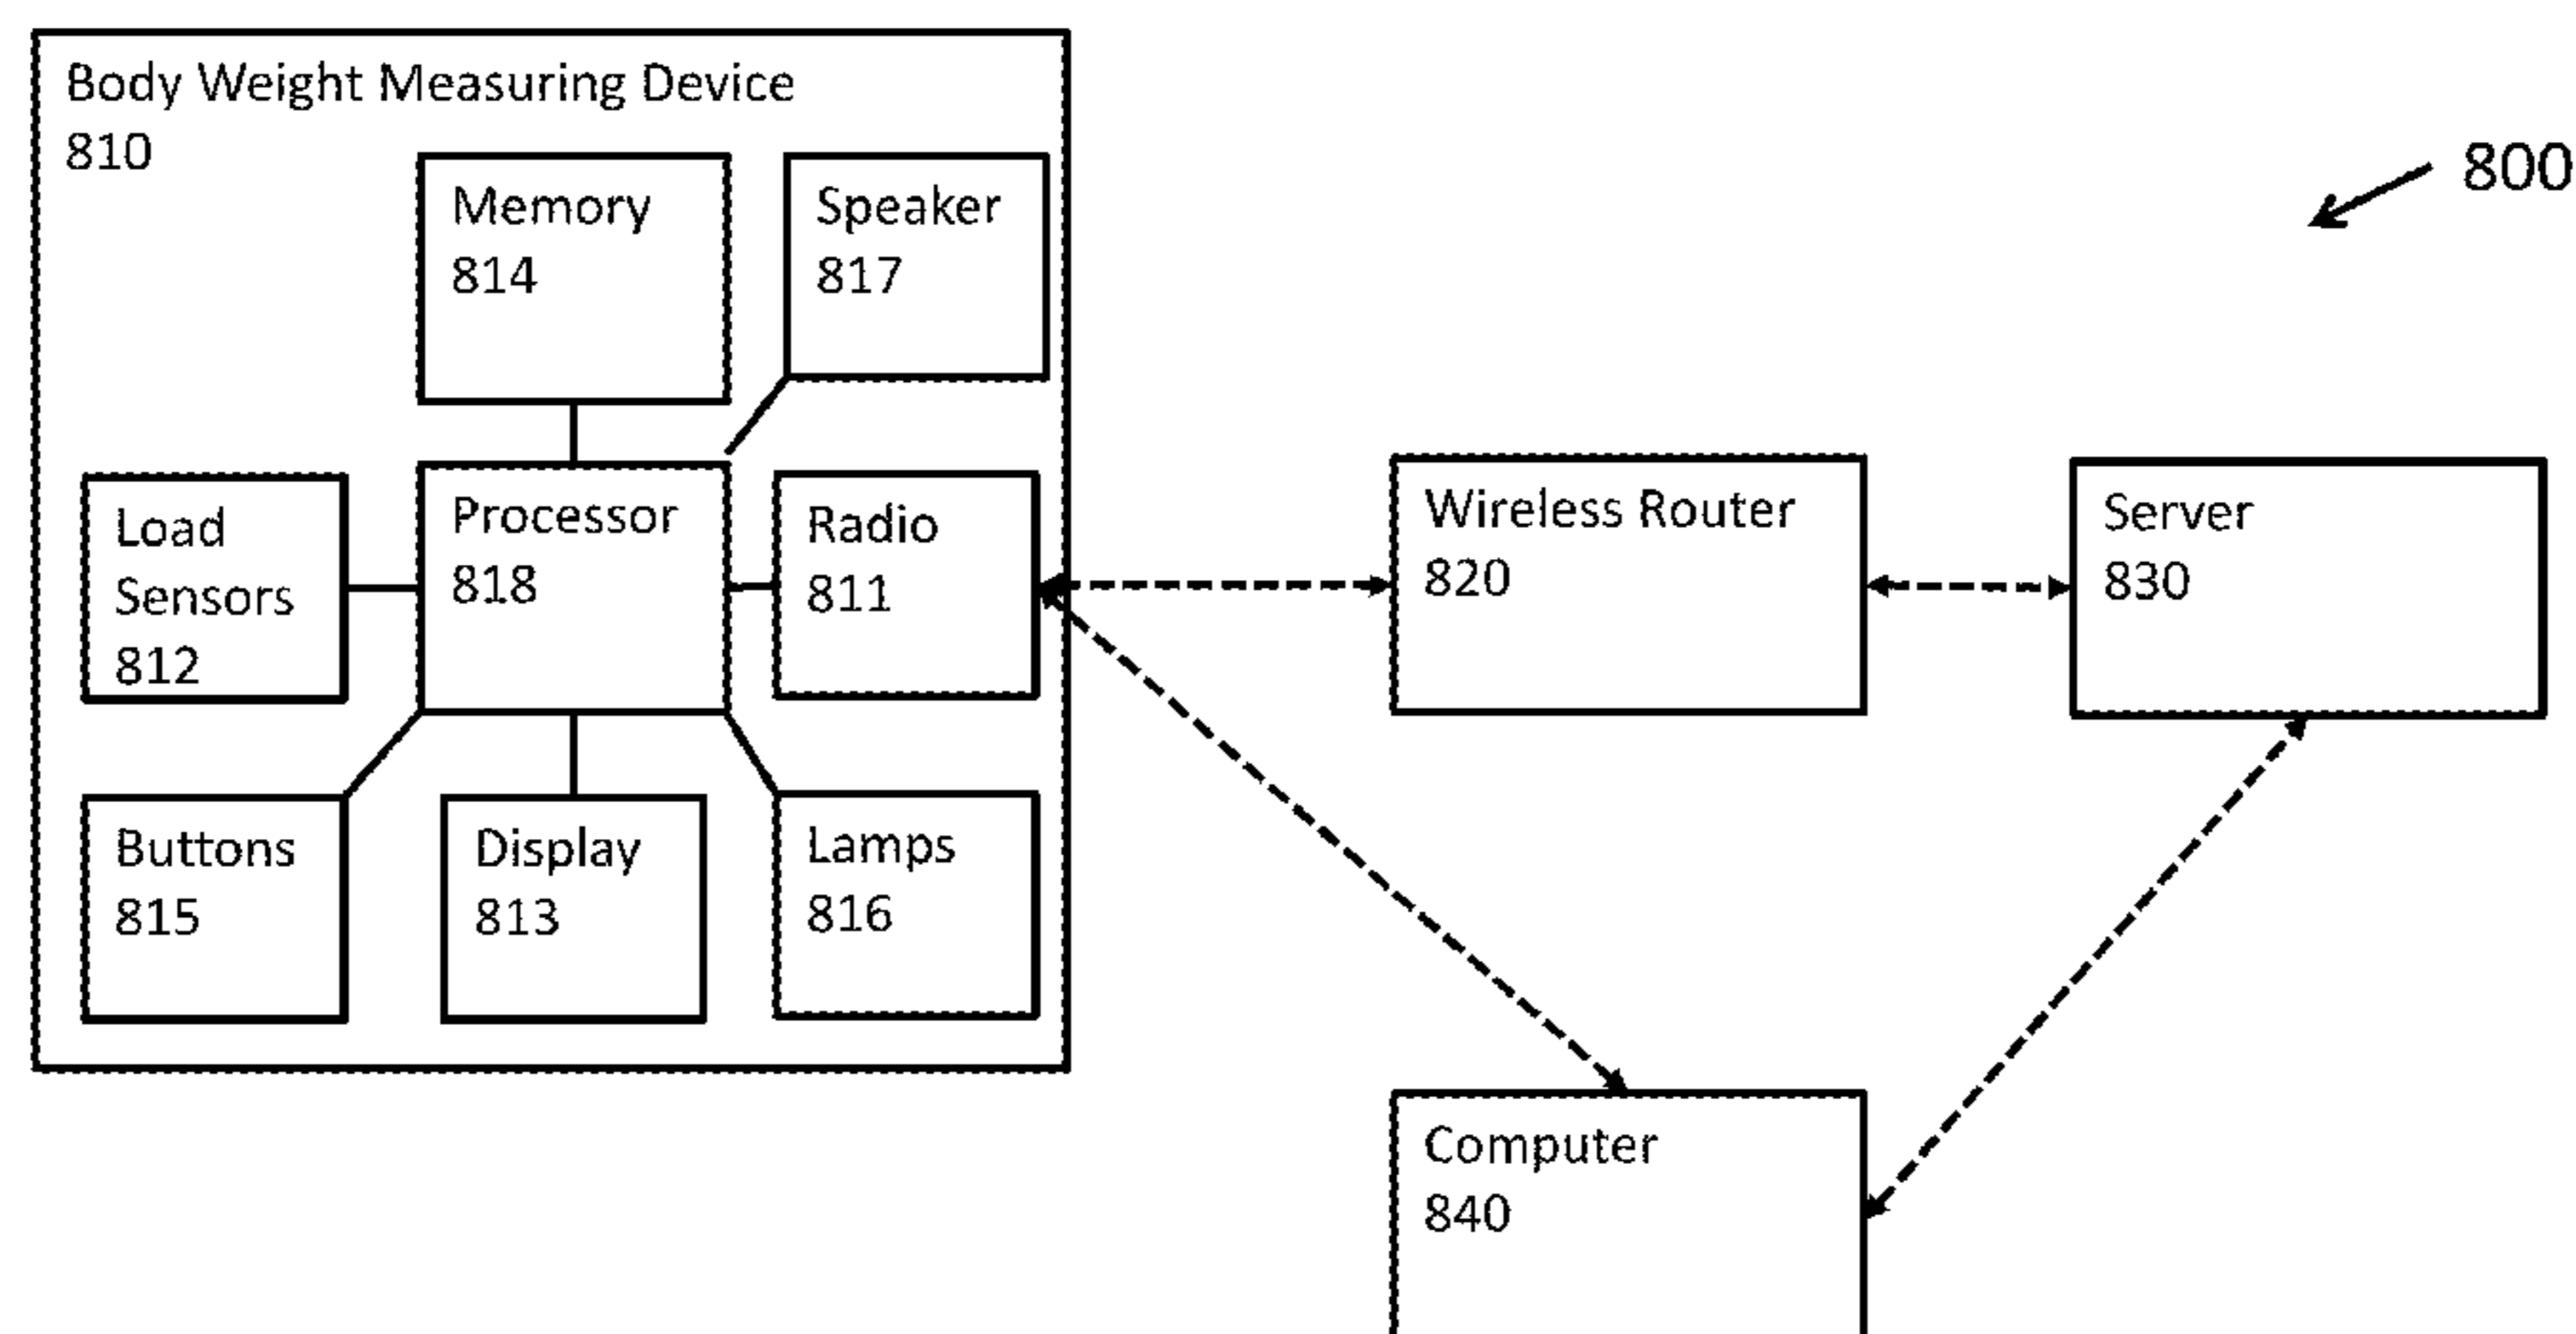 Body Weight Measuring Device
810
Memory
814
Speaker
817
800
Load
Sensors
812
Processor
818
Radio
811
Wireless Router
820
Server
830
Buttons
815
Display
813
Lamps
816
Computer
840